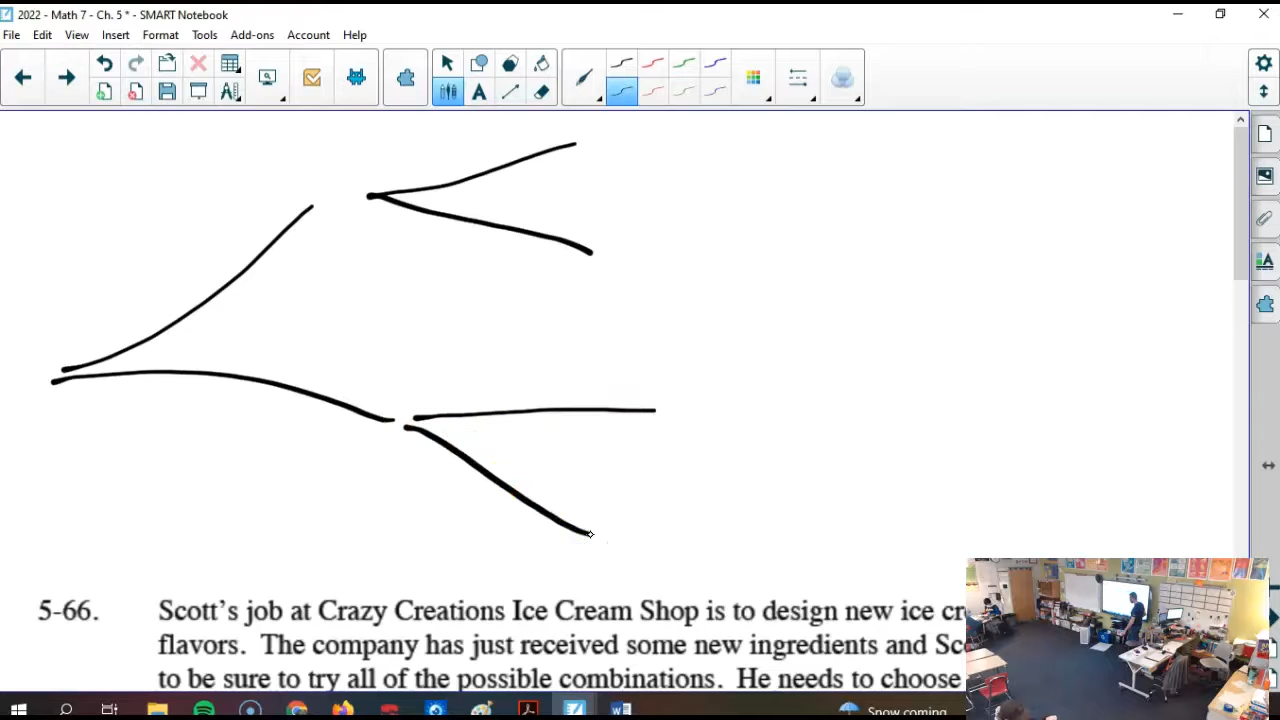 2022 - Math 7 - Ch. 5 * - SMART Notebook
File Edit View Insert Format Tools Add-ons Account Help
5-66. Scott's job at Crazy Creations Ice Cream Shop is to design new ice cr
flavors. The company has just received some new ingredients and Sc
to be sure to try all of the possible combinations. He needs to choose
Snow coming